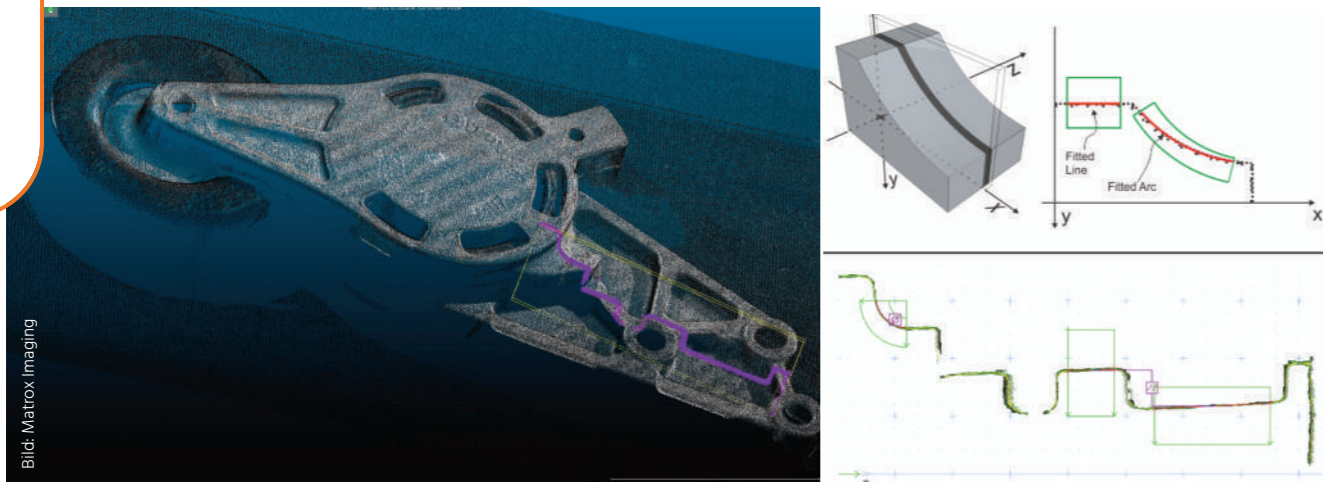 Bild: Matrox Imaging
z
x
y
Fitted
Line
Fitted Arc
y
x